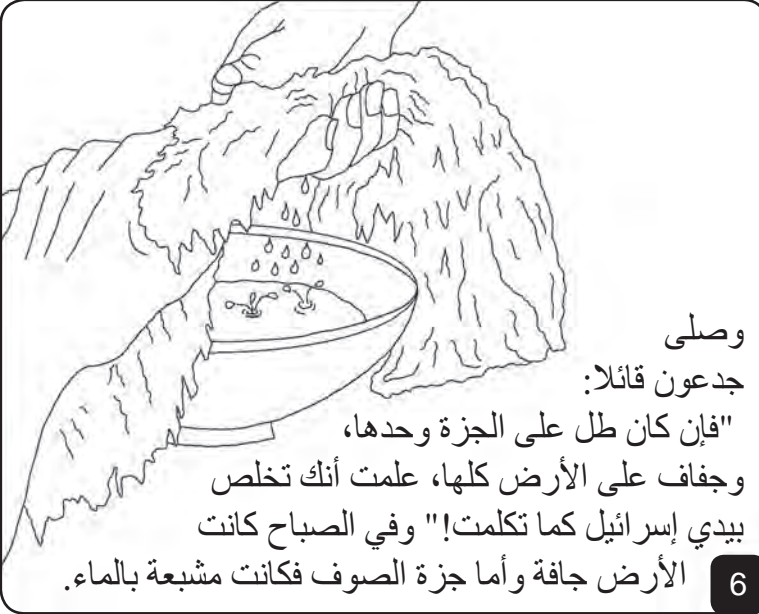 وصلى
جدعون قائلا:
"فإن كان طل على الجزة وحدها،
وجفاف على الأرض كلها، علمت أنك تخلص
بيدي إسرائيل كما تكلمت!" وفي الصباح كانت
الأرض جافة وأما جزة الصوف فكانت مشبعة بالماء.
6